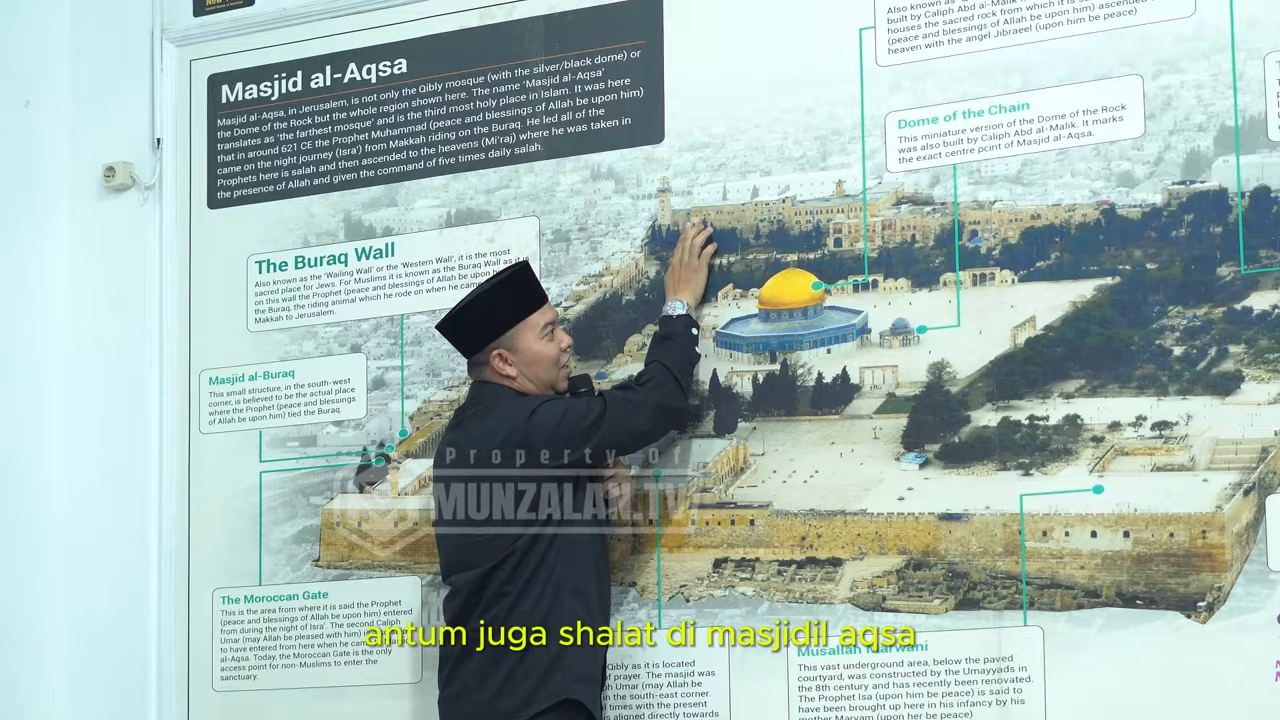 Masjid al-Aqsa
Masjid al-Aqsa, in Jerusalem, is not only the Qibly mosque (with the silver/black dome) or
the Dome of the Rock but the whole region shown here. The name 'Masjid al-Aqsa'
translates as 'the farthest mosque' and is the third most holy place in Islam. It was here
that in around 621 CE the Prophet Muhammad (peace and blessings of Allah be upon him)
came on the night journey (Isra') from Makkah riding on the Buraq. He led all of the
Prophets here is salah and then ascended to the heavens (Mi'raj) where he was taken in
the presence of Allah and given the command of five times daily salah.
built by Caliph Abd al-Malik.
houses the sacred rock from which it is
(peace and blessings of Allah be upon him) ascended
heaven with the angel Jibraeel (upon him be peace)
Dome of the Chain
This miniature version of the Dome of the Rock
was also built by Caliph Abd al-Malik. It marks
the exact centre point of Masjid al-Aqsa.
The Buraq Wall
Also known as the 'Wailing Wall' or the 'Western Wall', it is the most
sacred place for Jews. For Muslims it is known as the Buraq Wall as it is
on this wall the Prophet (peace and blessings of Allah be upon
the Buraq, the riding animal which he rode on when he came
Makkah to Jerusalem.
Masjid al-Buraq
This small structure, in the south-west
corner, is believed to be the actual place
where the Prophet (peace and blessings
of Allah be upon him) tied the Buraq.
Property Of
MUNZALAN.TV
The Moroccan Gate
This is the area from where it is said the Prophet
(peace and blessings of Allah be upon him) entered
from during the night of Isra'. The second Caliph
Umar (may Allah be pleased with him)
to have entered from here when he
al-Aqsa. Today, the Moroccan Gate is the only
access point for non-Muslims to enter the
sanctuary.
antum juga shalat di masjidil aqsa
Qibly as it is located
of prayer. The masjid was
Umar (may Allah be
in the south-east corner.
times with the present
is aligned directly towards
Musallah Marwani
This vast underground area, below the paved
courtyard, was constructed by the Umayyads in
the 8th century and has recently been renovated.
The Prophet Isa (upon him be peace) is said to
have been brought up here in his infancy by his
mother Maryam (upon her be peace)